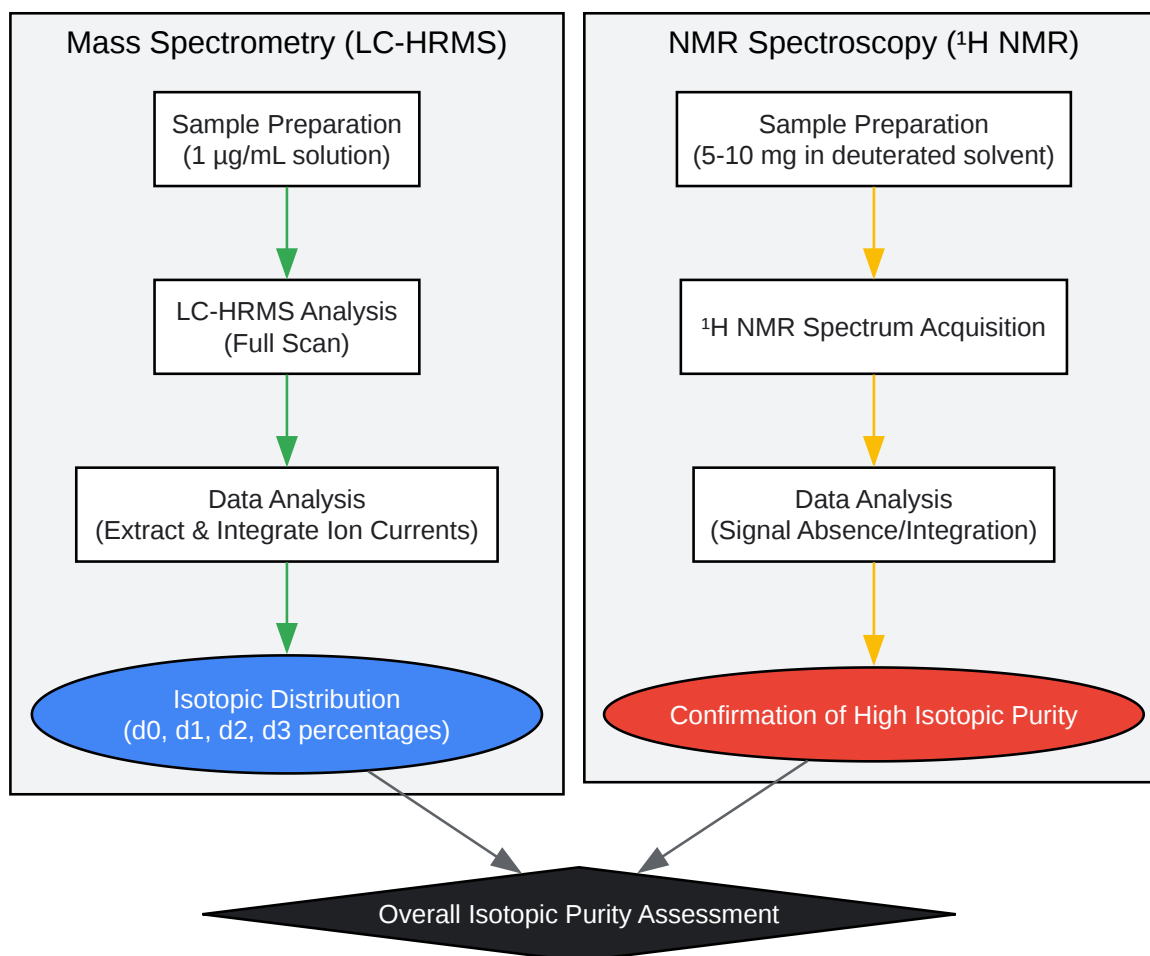 Mass Spectrometry (LC-HRMS)
Sample Preparation
(1 µg/mL solution)
LC-HRMS Analysis
(Full Scan)
Data Analysis
(Extract & Integrate Ion Currents)
Isotopic Distribution
(d0, d1, d2, d3 percentages)
NMR Spectroscopy (¹H NMR)
Sample Preparation
(5-10 mg in deuterated solvent)
¹H NMR Spectrum Acquisition
Data Analysis
(Signal Absence/Integration)
Confirmation of High Isotopic Purity
Overall Isotopic Purity Assessment